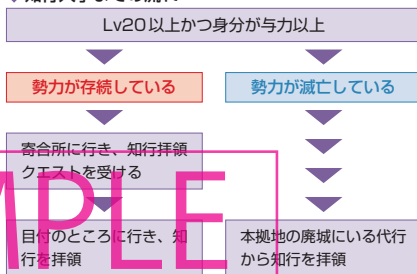 Lv20以上かつ身分が与力以上
勢力が存続している
勢力が滅亡している
寄合所に行き、知行拝領
クエストを受ける
目付のところに行き、知
行を拝領
本拠地の廃城にいる代行
から知行を拝領
MPLE